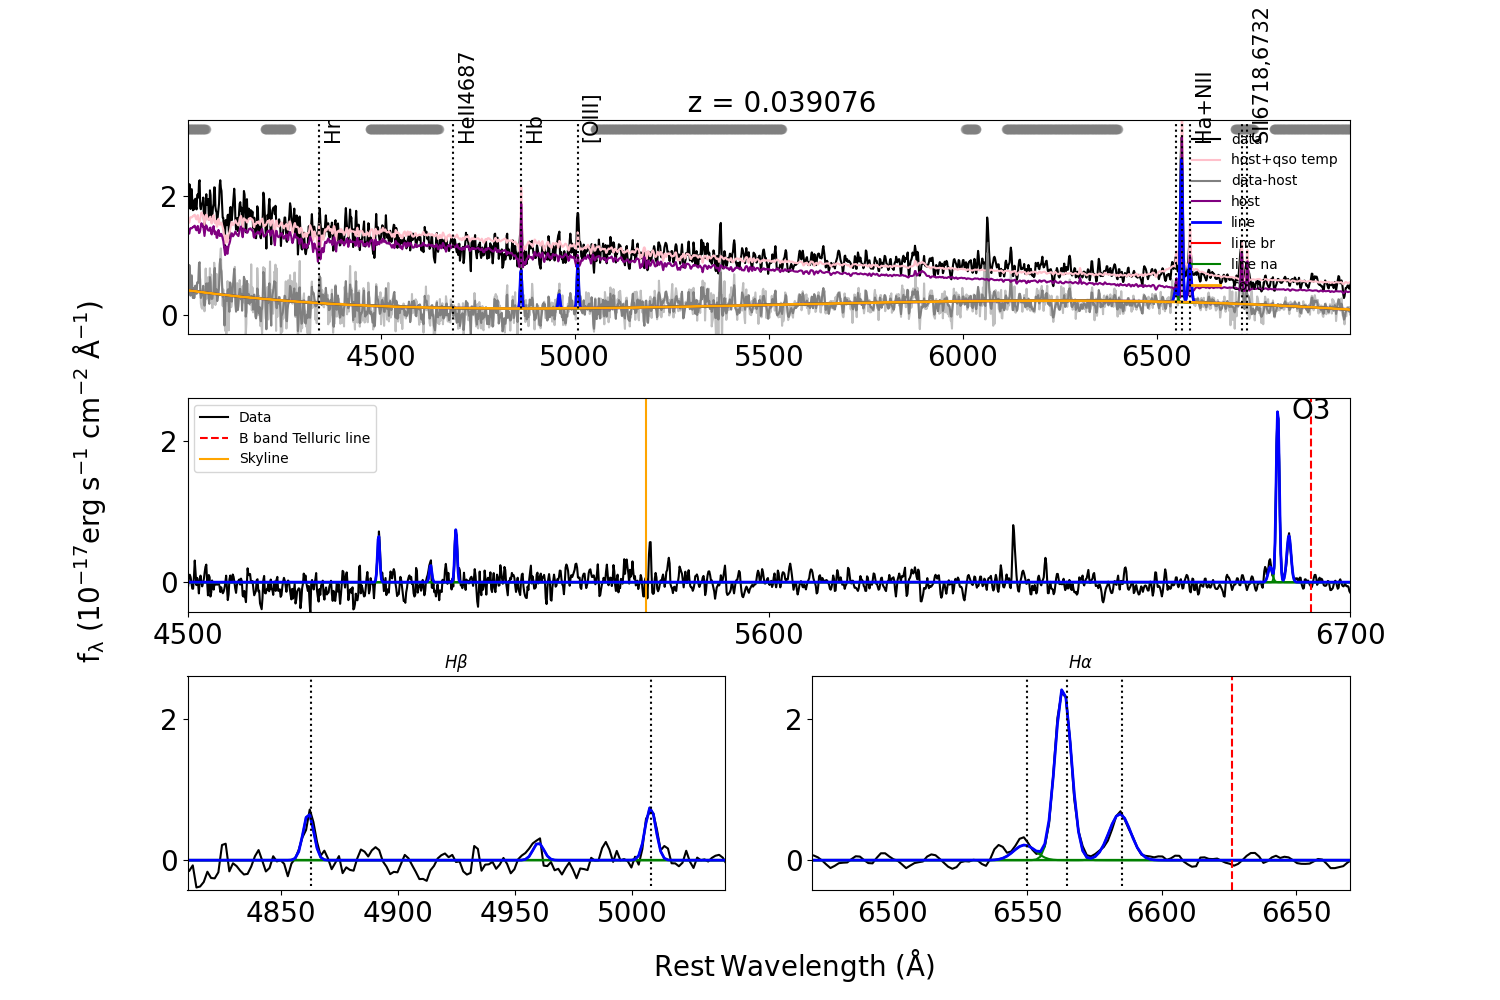 z = 0.039076
Hr
HeII4687
Hb
[OIII]
Ha+NII
SII6718,6732
data
host+qso temp
data-host
host
line
line br
line na
2
0
4500 5000 5500 6000 6500
Data
B band Telluric line
Skyline
O3
2
0
4500 5600 6700
fλ (10⁻¹⁷erg s⁻¹ cm⁻² Å⁻¹)
Hβ
2
0
4850 4900 4950 5000
Hα
2
0
6500 6550 6600 6650
Rest Wavelength (Å)